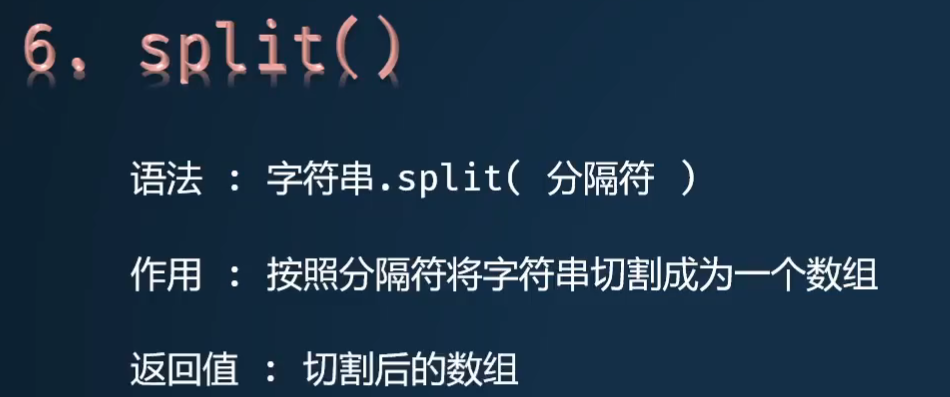 6. split()
语法 : 字符串.split( 分隔符 )
作用 : 按照分隔符将字符串切割成为一个数组
返回值 : 切割后的数组